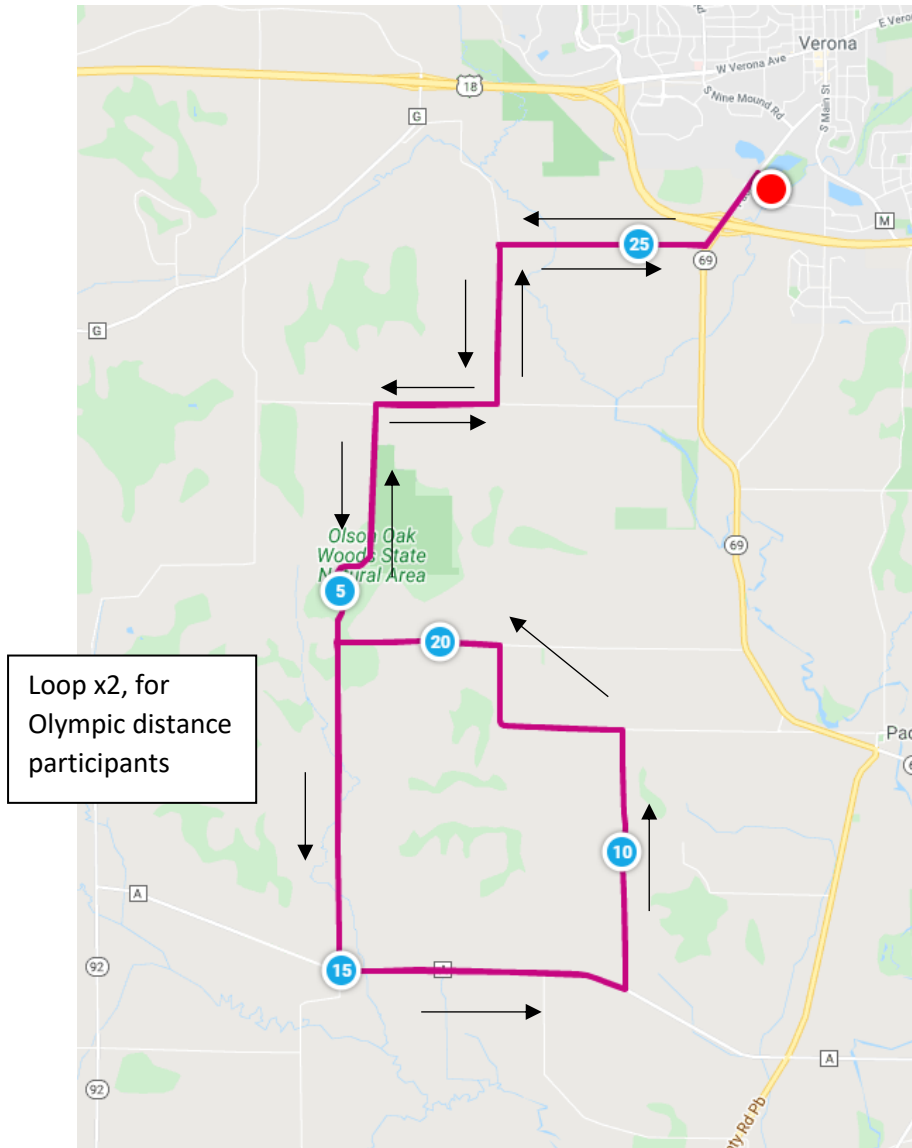 E Verona
Verona
W Verona Ave
18
S Nine Mound Rd
S Main St
G
M
25
69
G
69
Olson Oak
Woods State
Natural Area
5
20
Loop x2, for
Olympic distance
participants
10
A
92
15
A
92